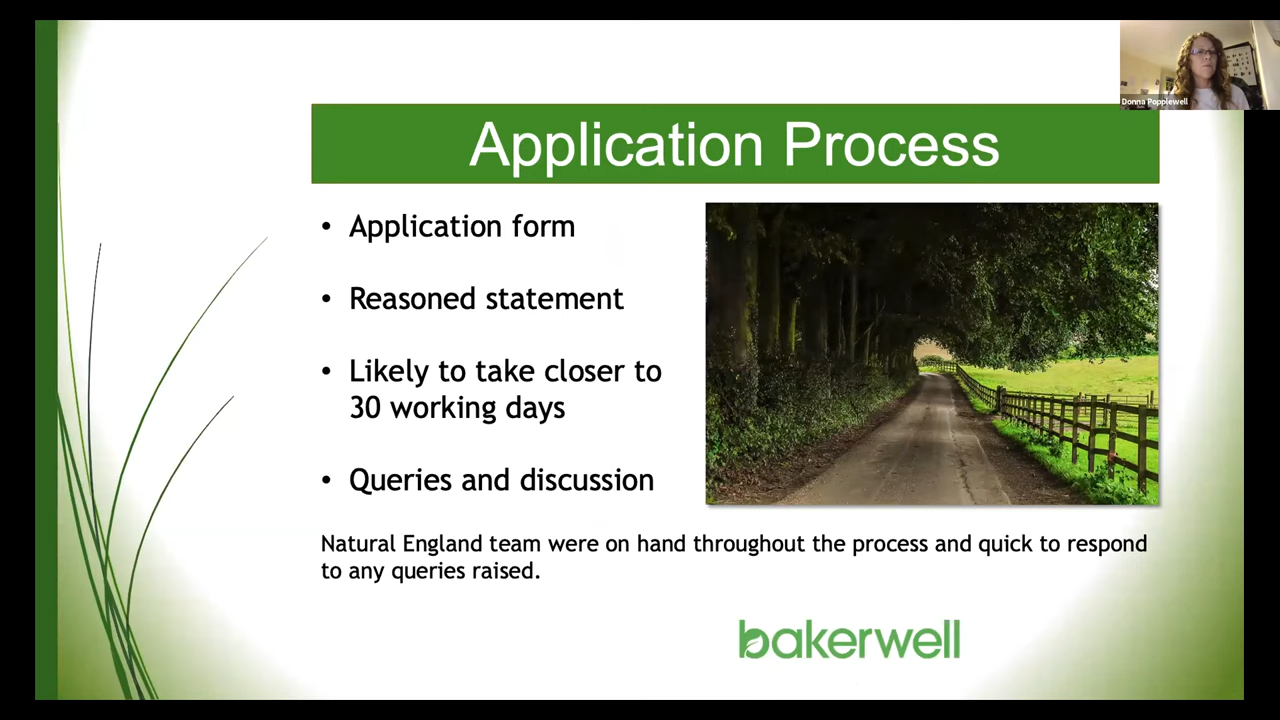 Donna Popplewell
Application Process
• Application form
• Reasoned statement
• Likely to take closer to
30 working days
• Queries and discussion
Natural England team were on hand throughout the process and quick to respond
to any queries raised.
bakerwell